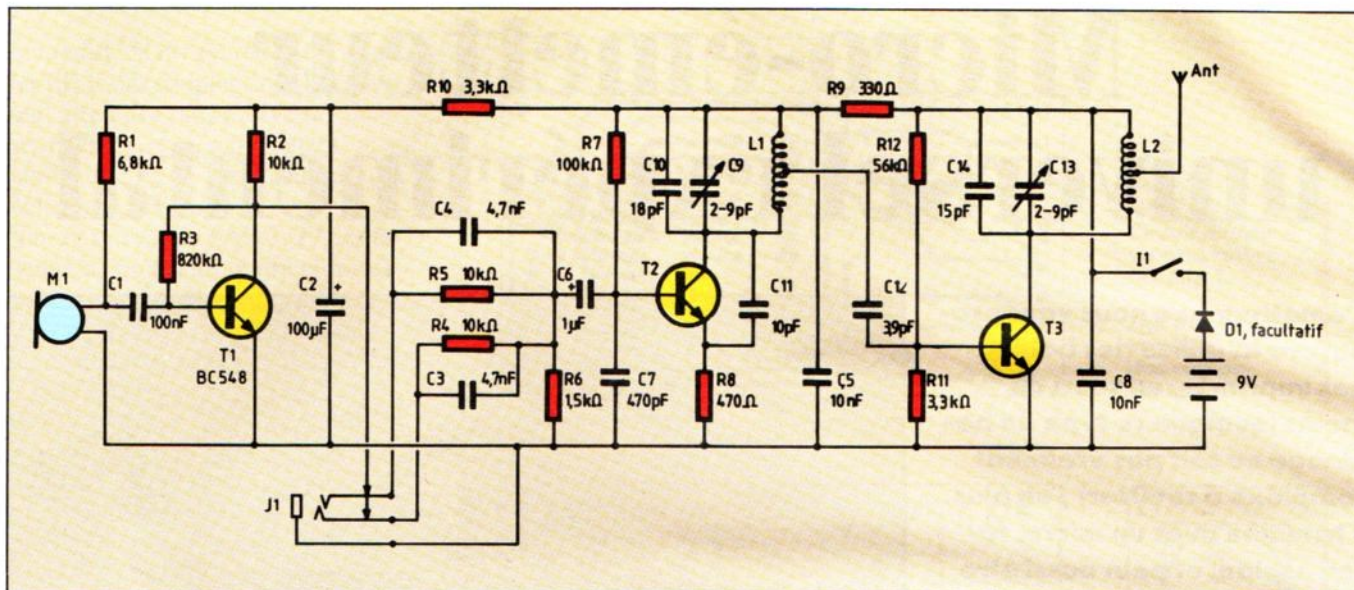 Ant
R10 3,3kΩ
R9 330Ω
R1
6,8kΩ
R2
10kΩ
R7
100kΩ
C10
18pF
C9
2-9pF
L1
R12
56kΩ
C14
15pF
C13
2-9pF
L2
C4 4,7nF
R3
820kΩ
R5 10kΩ
C6
+
1µF
T2
C11
10pF
C12
3,9pF
I1
M1
C1
100nF
T1
BC548
C2
+
100µF
R4
10kΩ
C3 4,7nF
R6
1,5kΩ
C7
470pF
R8
470Ω
C5
10nF
R11
3,3kΩ
T3
C8
10nF
D1, facultatif
9V
J1